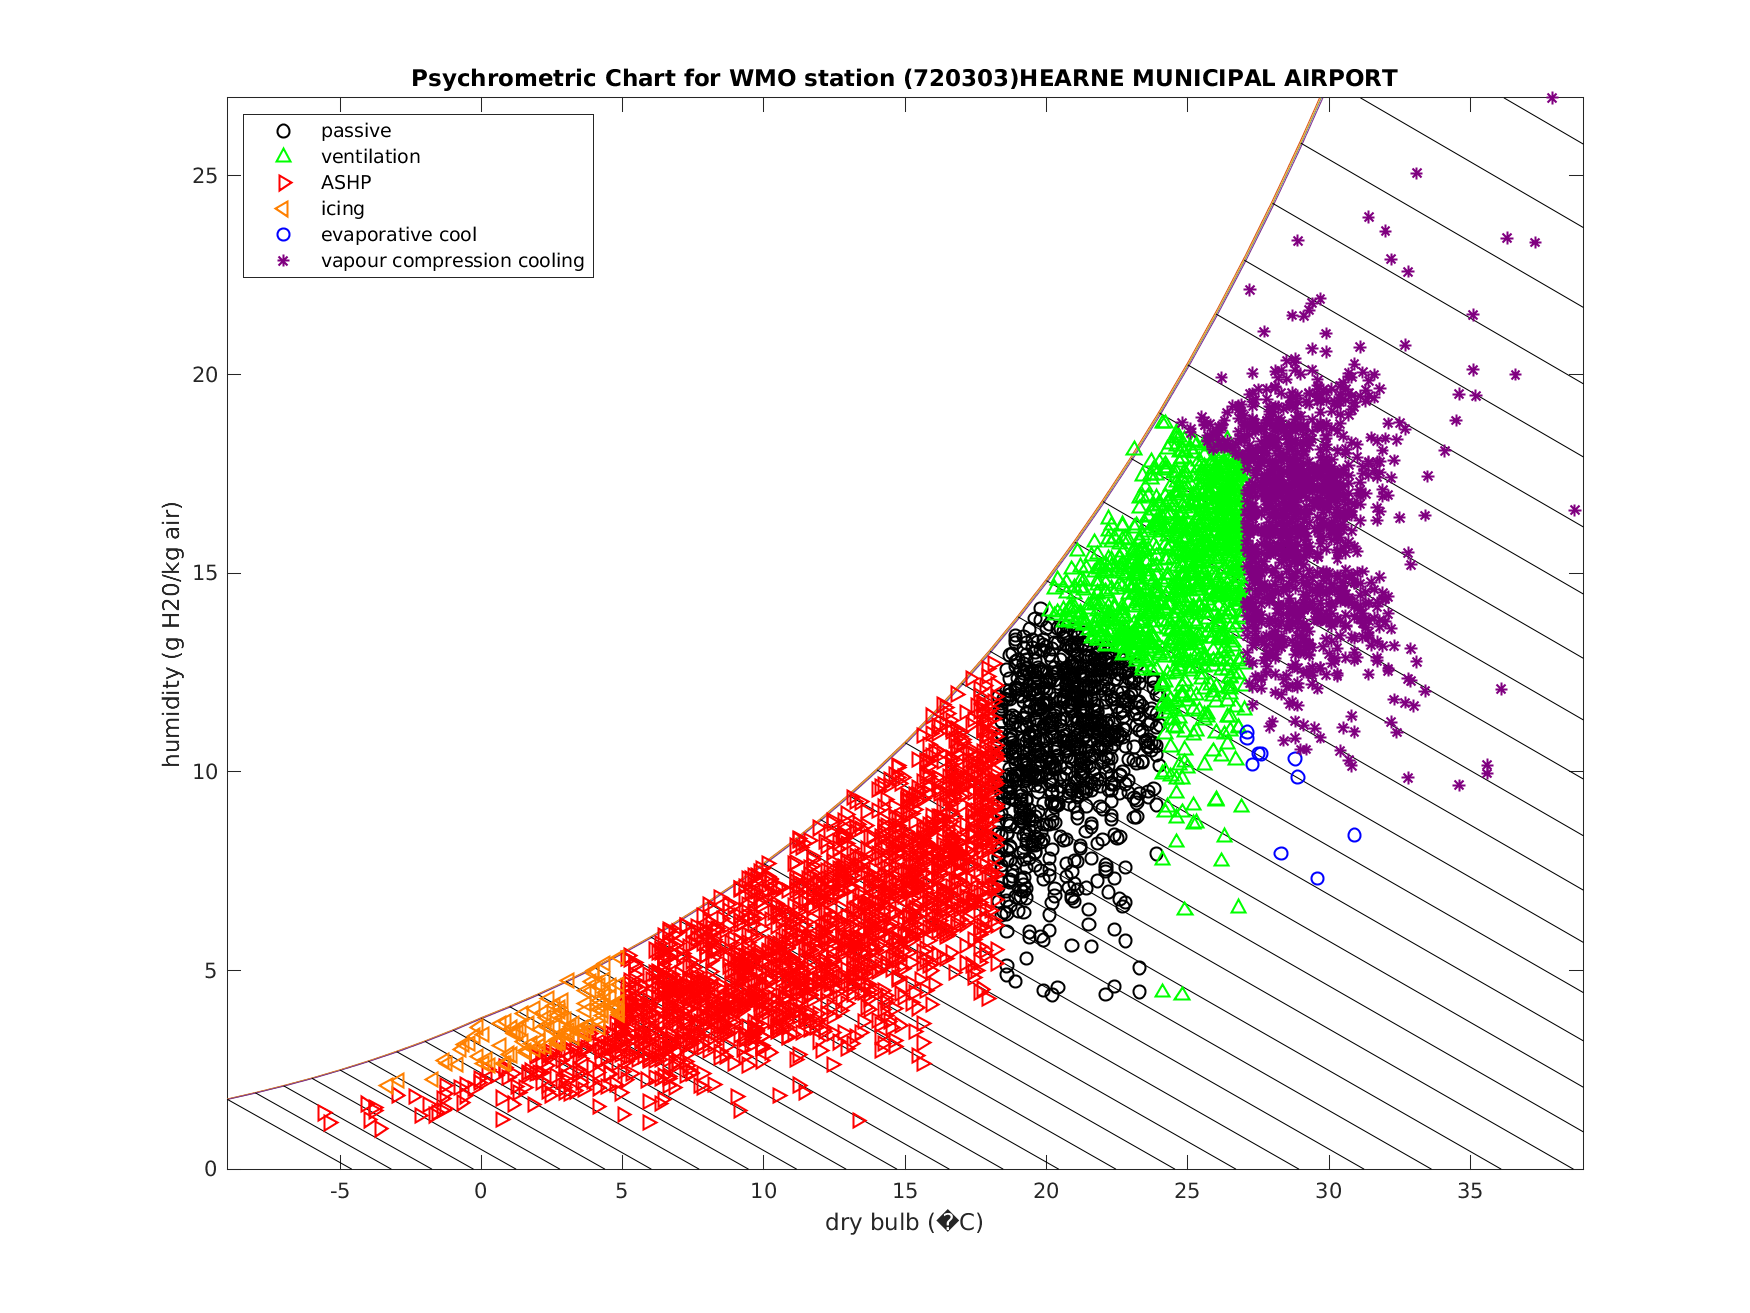 Psychrometric Chart for WMO station (720303)HEARNE MUNICIPAL AIRPORT
passive
ventilation
ASHP
icing
evaporative cool
vapour compression cooling
humidity (g H20/kg air)
25
20
15
10
5
0
-5 0 5 10 15 20 25 30 35
dry bulb (�C)